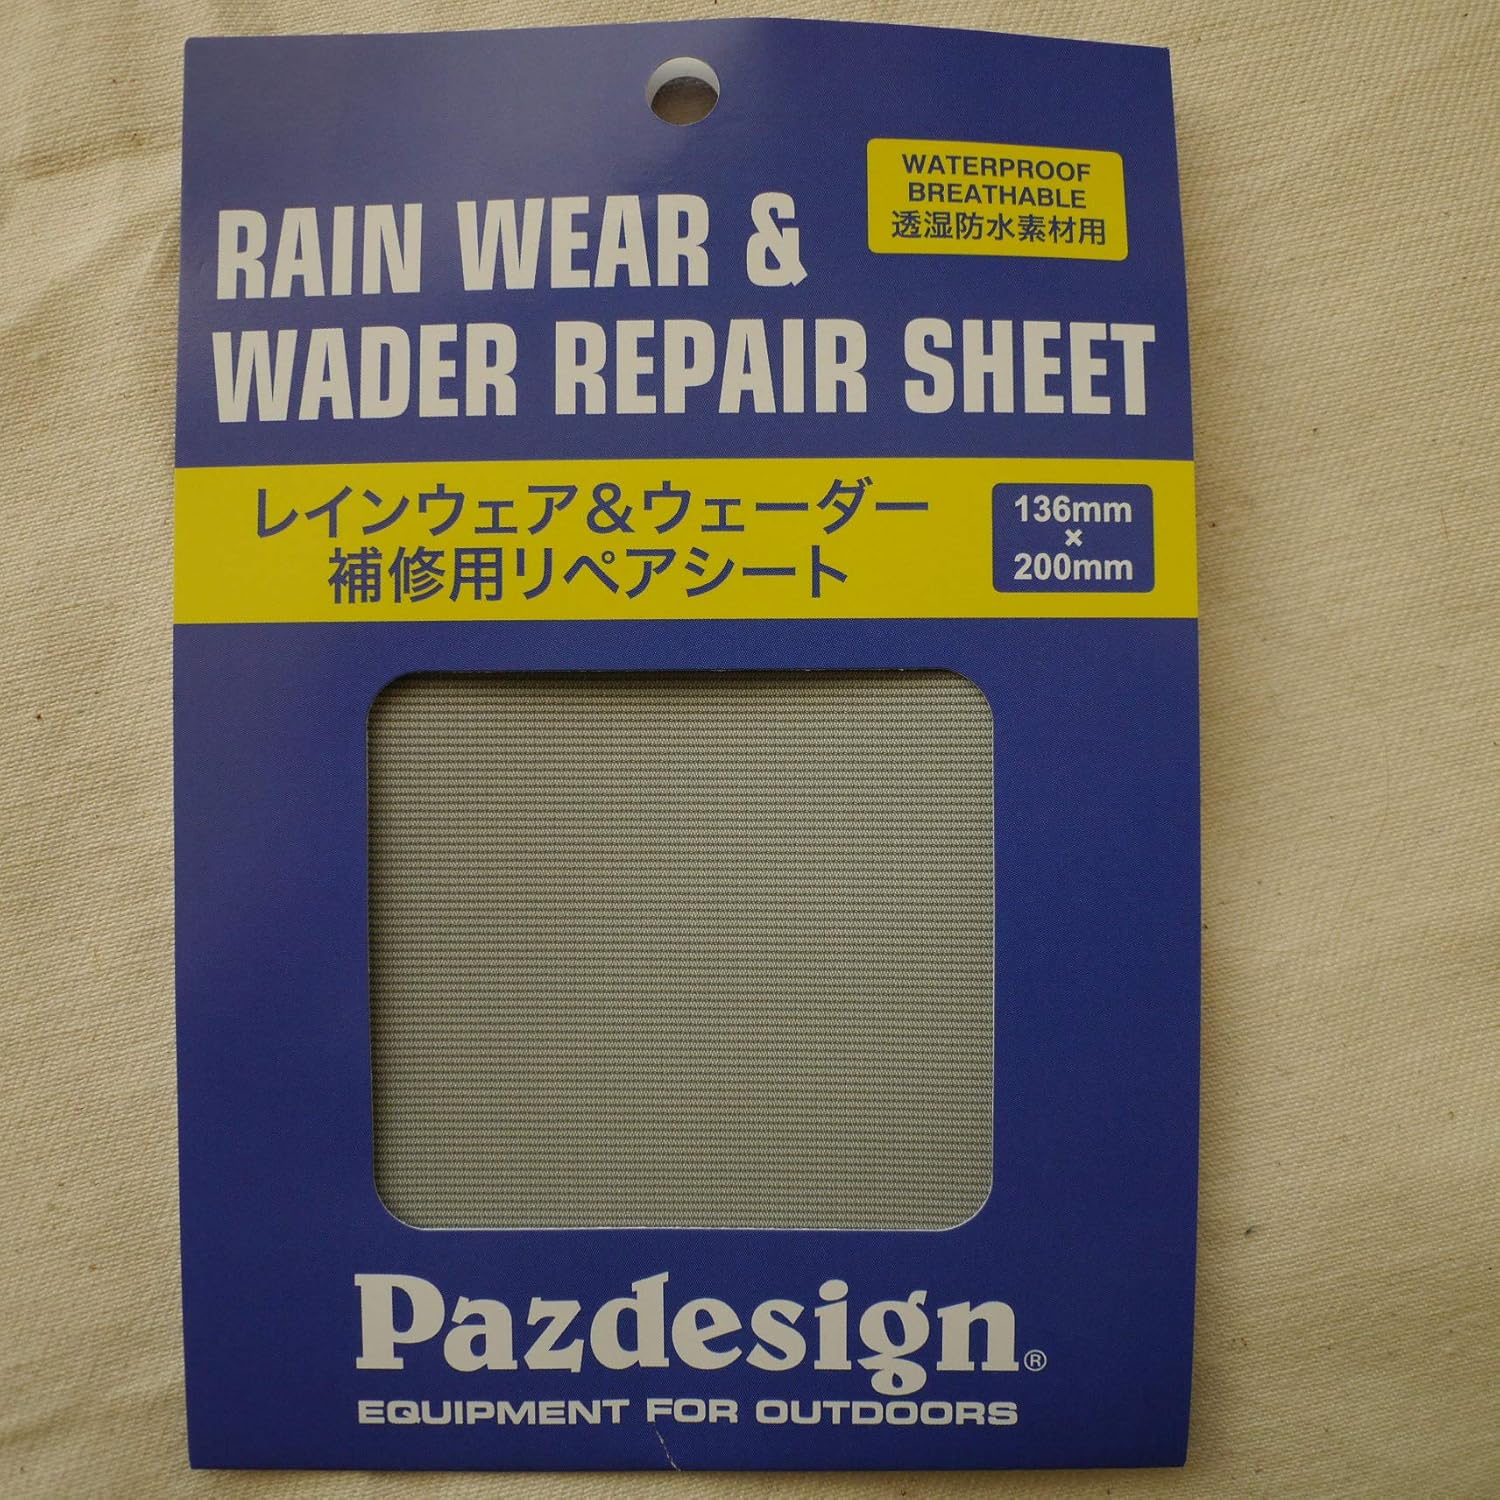 WATERPROOF
BREATHABLE
透湿防水素材用
RAIN WEAR &
WADER REPAIR SHEET
レインウェア&ウェーダー
補修用リペアシート
136mm
×
200mm
Pazdesign®
EQUIPMENT FOR OUTDOORS